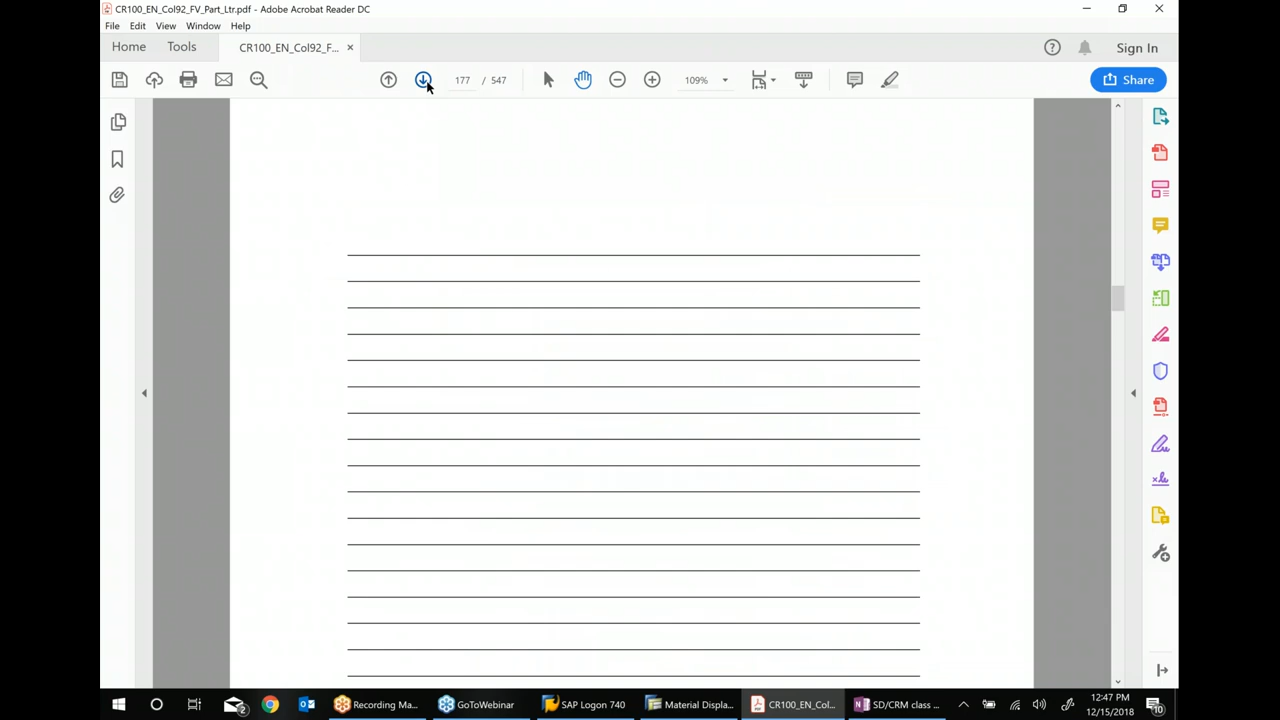 CR100_EN_Col92_FV_Part_Ltr.pdf - Adobe Acrobat Reader DC
File Edit View Window Help
Home Tools CR100_EN_Col92_F... × Sign In
177 / 547 109% Share
Recording Ma... GoToWebinar SAP Logon 740 Material Displa... CR100_EN_Col... SD/CRM class ... 12:47 PM
12/15/2018
2
10